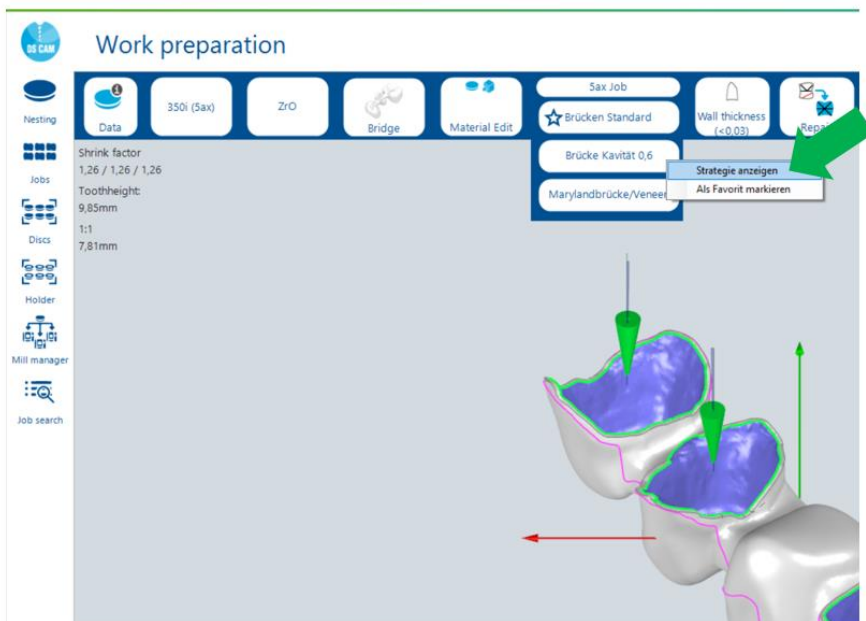 DS CAM
Work preparation
Nesting
Jobs
Discs
Holder
Mill manager
Job search
1
Data
350i (5ax)
ZrO
Bridge
Material Edit
5ax Job
Brücken Standard
Brücke Kavität 0,6
Marylandbrücke/Veneer
Wall thickness
(<0,03)
Strategie anzeigen
Als Favorit markieren
Shrink factor
1,26 / 1,26 / 1,26
Toothheight:
9,85mm
1:1
7,81mm